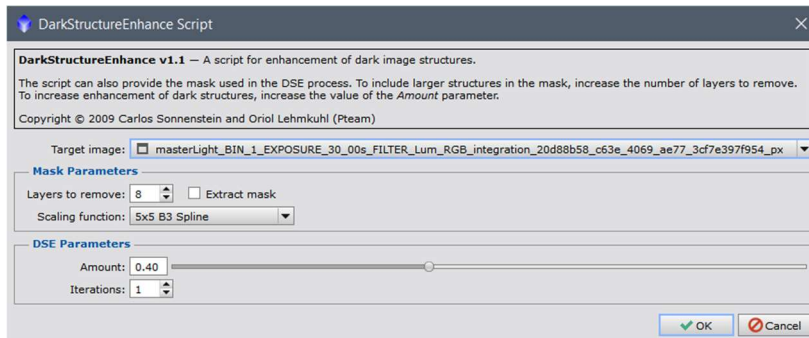 DarkStructureEnhance Script
DarkStructureEnhance v1.1 — A script for enhancement of dark image structures.
The script can also provide the mask used in the DSE process. To include larger structures in the mask, increase the number of layers to remove.
To increase enhancement of dark structures, increase the value of the Amount parameter.
Copyright © 2009 Carlos Sonnenstein and Oriol Lehmkuhl (Pteam)
Target image: masterLight_BIN_1_EXPOSURE_30_00s_FILTER_Lum_RGB_integration_20d88b58_c63e_4069_ae77_3cf7e397f954_px
Mask Parameters
Layers to remove: 8 Extract mask
Scaling function: 5x5 B3 Spline
DSE Parameters
Amount: 0.40
Iterations: 1
OK Cancel